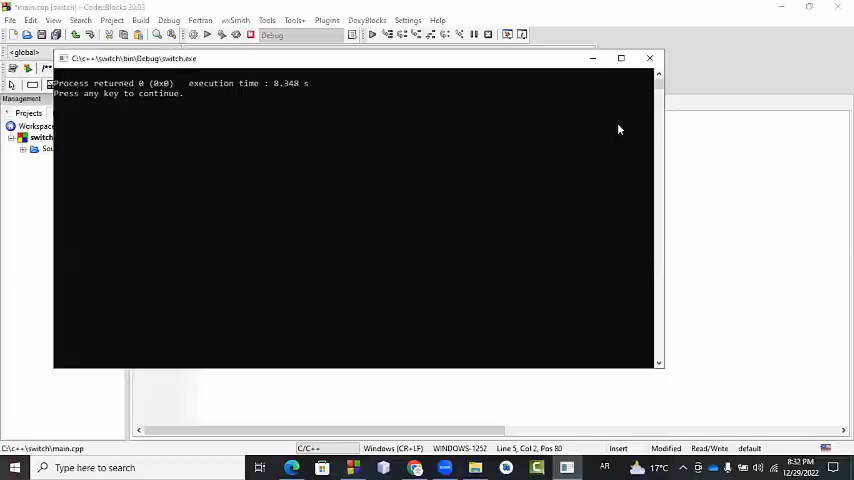 *main.cpp [switch] - Code::Blocks 20.03
File Edit View Search Project Build Debug Fortran wxSmith Tools Tools+ Plugins DoxyBlocks Settings Help
Debug
<global>
C:\c++\switch\bin\Debug\switch.exe
/**
Process returned 0 (0x0)   execution time : 8.348 s
Press any key to continue.
Management
Projects
Workspace
switch
Sou
C:\c++\switch\main.cpp C/C++ Windows (CR+LF) WINDOWS-1252 Line 5, Col 2, Pos 80 Insert Modified Read/Write default
Type here to search
AR
17°C
8:32 PM
12/29/2022